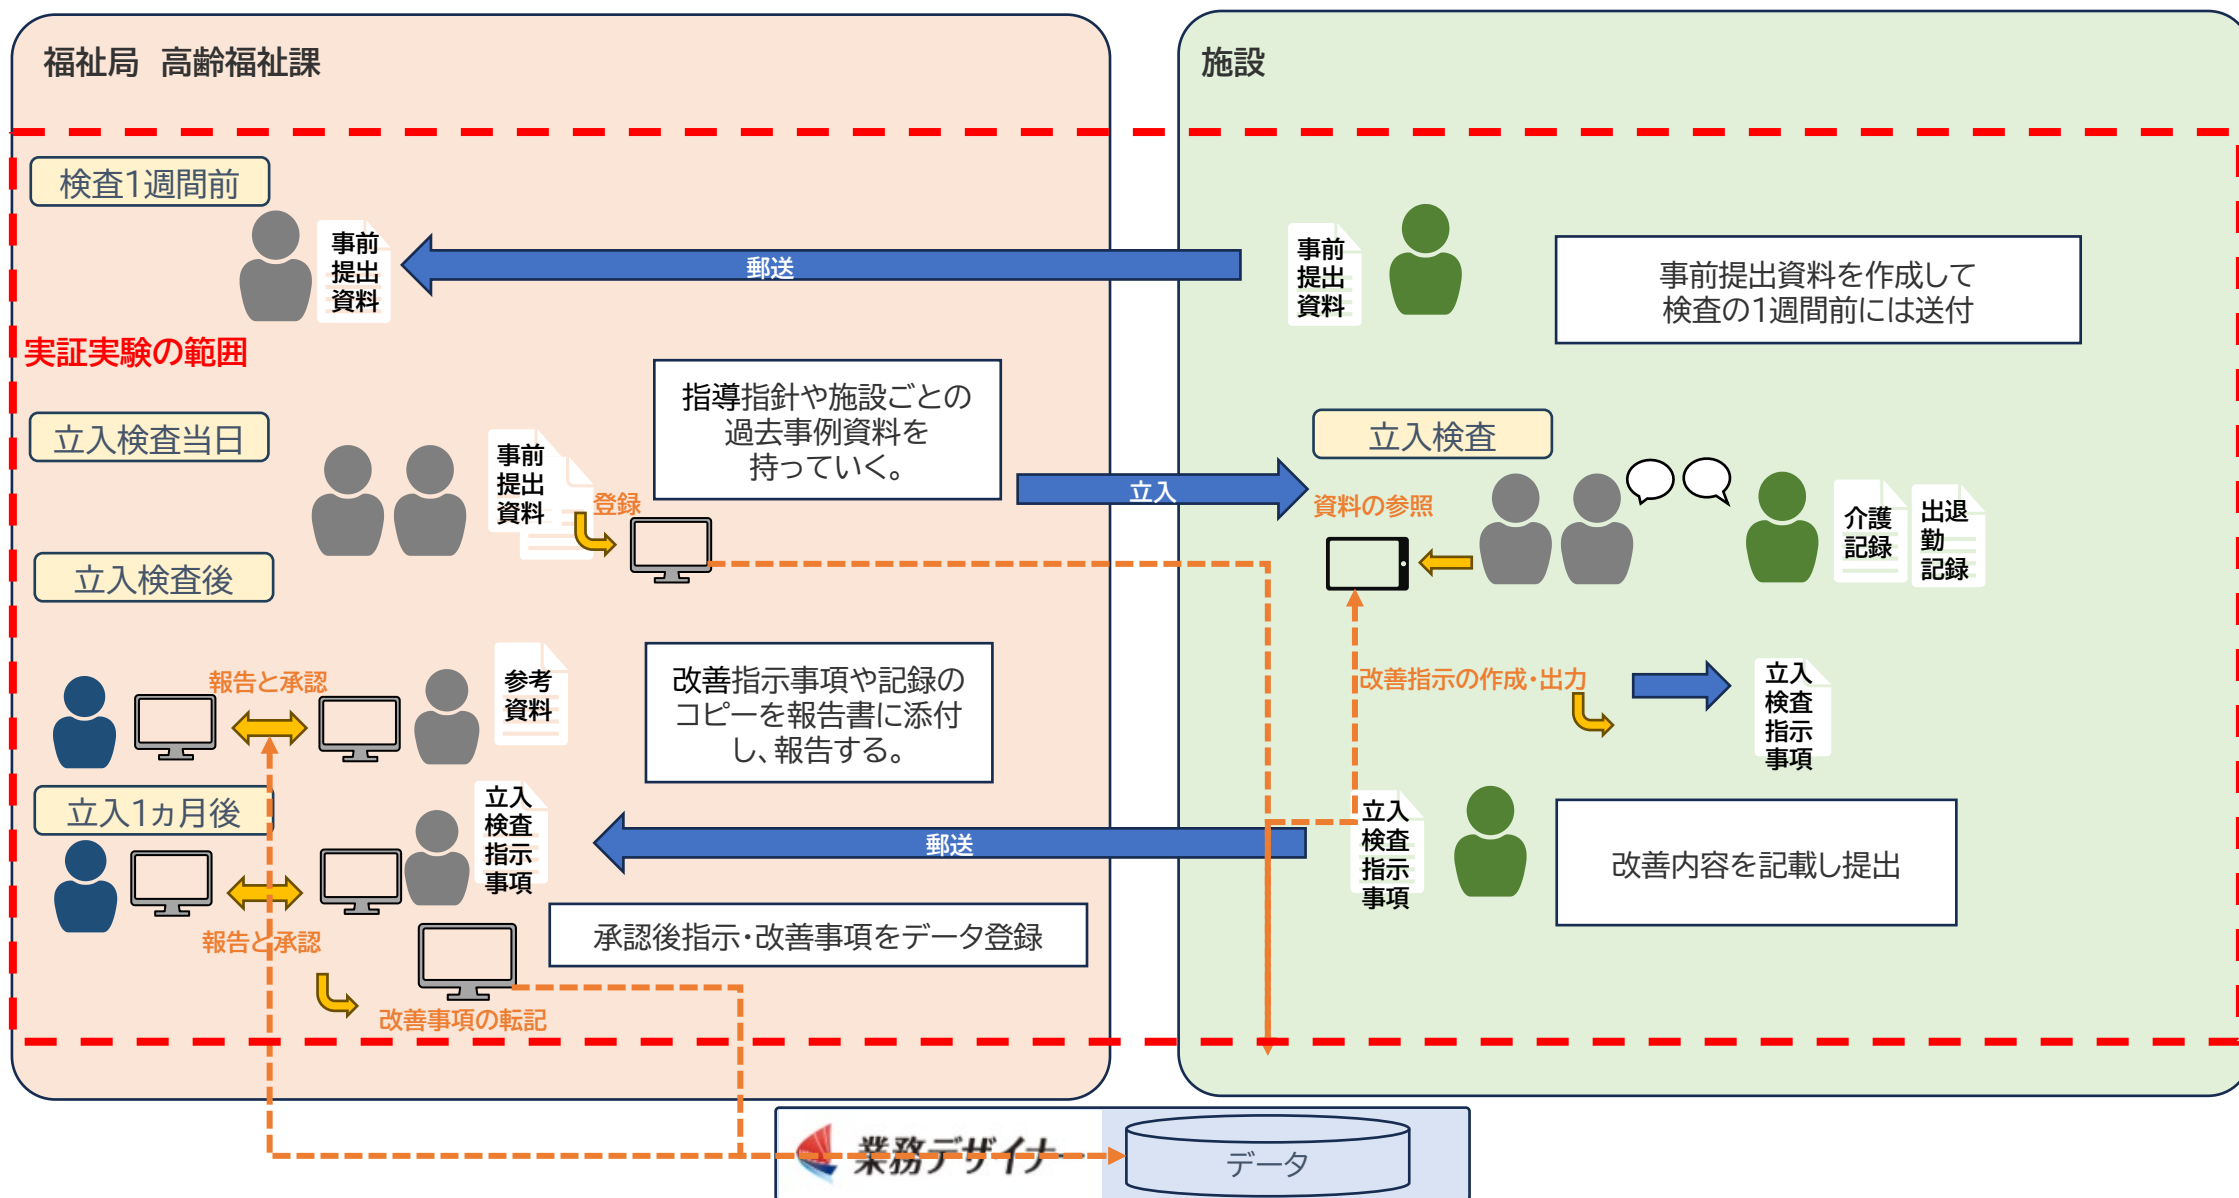 福祉局 高齢福祉課
施設
検査1週間前
事前
提出
資料
郵送
事前
提出
資料
事前提出資料を作成して
検査の1週間前には送付
実証実験の範囲
立入検査当日
事前
提出
資料
登録
指導指針や施設ごとの
過去事例資料を
持っていく。
立入
立入検査
資料の参照
介護
記録
出退
勤
記録
立入検査後
報告と承認
参考
資料
改善指示事項や記録の
コピーを報告書に添付
し、報告する。
改善指示の作成・出力
立入
検査
指示
事項
立入1ヵ月後
立入
検査
指示
事項
郵送
立入
検査
指示
事項
改善内容を記載し提出
報告と承認
承認後指示・改善事項をデータ登録
改善事項の転記
業務デザイナー
データ